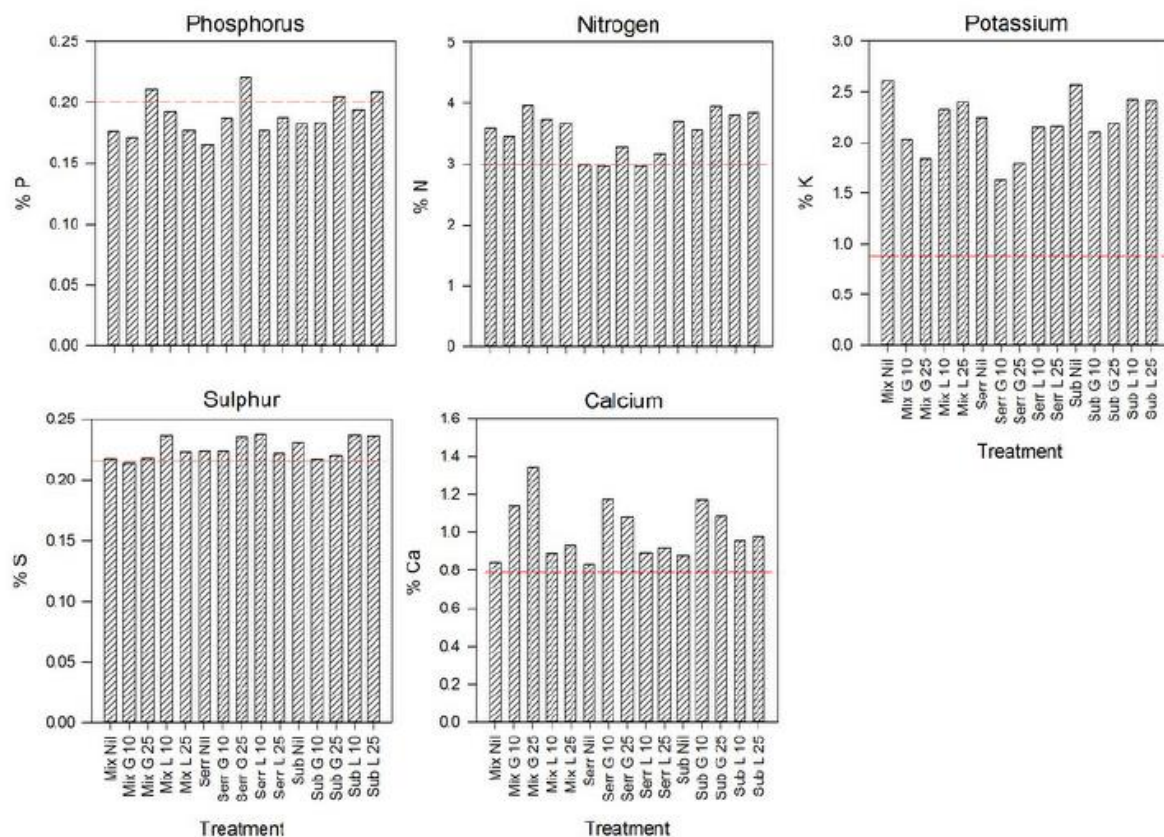 Phosphorus
0.25
0.20
0.15
0.10
0.05
0.00
% P
Nitrogen
5
4
3
2
1
0
% N
Potassium
3.0
2.5
2.0
1.5
1.0
0.5
0.0
% K
Mix Nil
Mix G 10
Mix G 25
Mix L 10
Mix L 25
Serr Nil
Serr G 10
Serr G 25
Serr L 10
Serr L 25
Sub Nil
Sub G 10
Sub G 25
Sub L 10
Sub L 25
Treatment
Sulphur
0.25
0.20
0.15
0.10
0.05
0.00
% S
Mix Nil
Mix G 10
Mix G 25
Mix L 10
Mix L 25
Serr Nil
Serr G 10
Serr G 25
Serr L 10
Serr L 25
Sub Nil
Sub G 10
Sub G 25
Sub L 10
Sub L 25
Treatment
Calcium
1.6
1.4
1.2
1.0
0.8
0.6
0.4
0.2
0.0
% Ca
Mix Nil
Mix G 10
Mix G 25
Mix L 10
Mix L 25
Serr Nil
Serr G 10
Serr G 25
Serr L 10
Serr L 25
Sub Nil
Sub G 10
Sub G 25
Sub L 10
Sub L 25
Treatment